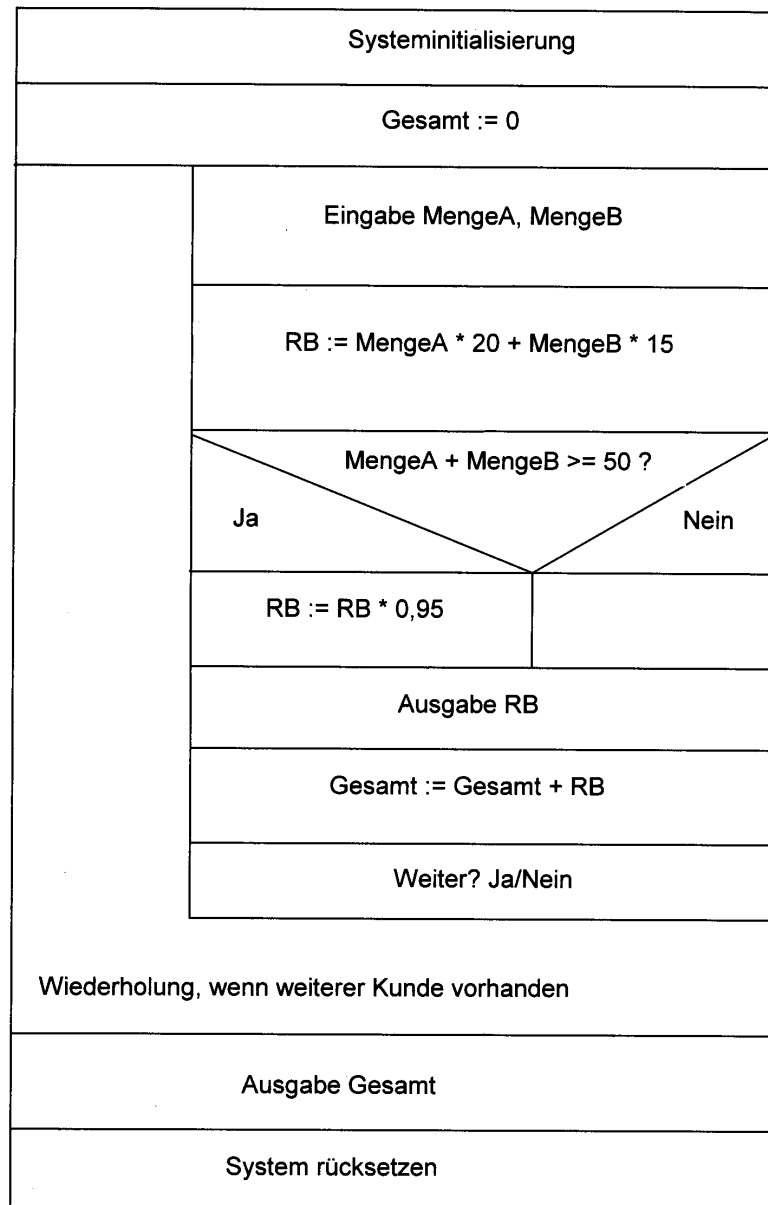 Systeminitialisierung
Gesamt := 0
Eingabe MengeA, MengeB
RB := MengeA * 20 + MengeB * 15
MengeA + MengeB >= 50 ?
Ja
Nein
RB := RB * 0,95
Ausgabe RB
Gesamt := Gesamt + RB
Weiter? Ja/Nein
Wiederholung, wenn weiterer Kunde vorhanden
Ausgabe Gesamt
System rücksetzen